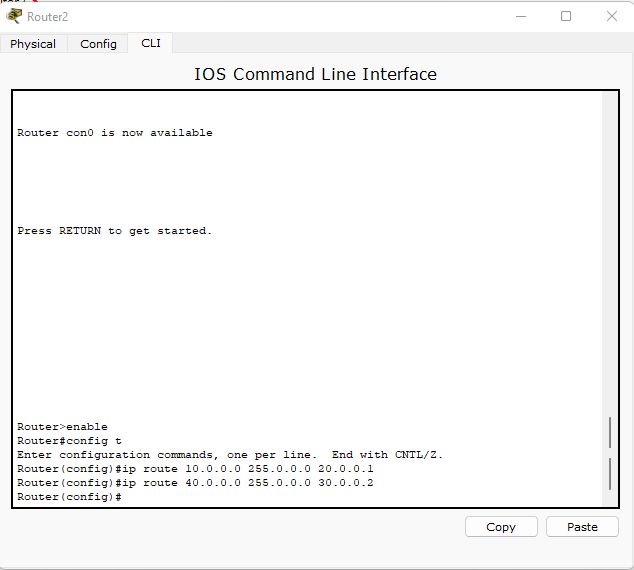 Router2
Physical Config CLI
IOS Command Line Interface
Router con0 is now available
Press RETURN to get started.
Router>enable
Router#config t
Enter configuration commands, one per line.  End with CNTL/Z.
Router(config)#ip route 10.0.0.0 255.0.0.0 20.0.0.1
Router(config)#ip route 40.0.0.0 255.0.0.0 30.0.0.2
Router(config)#
Copy Paste